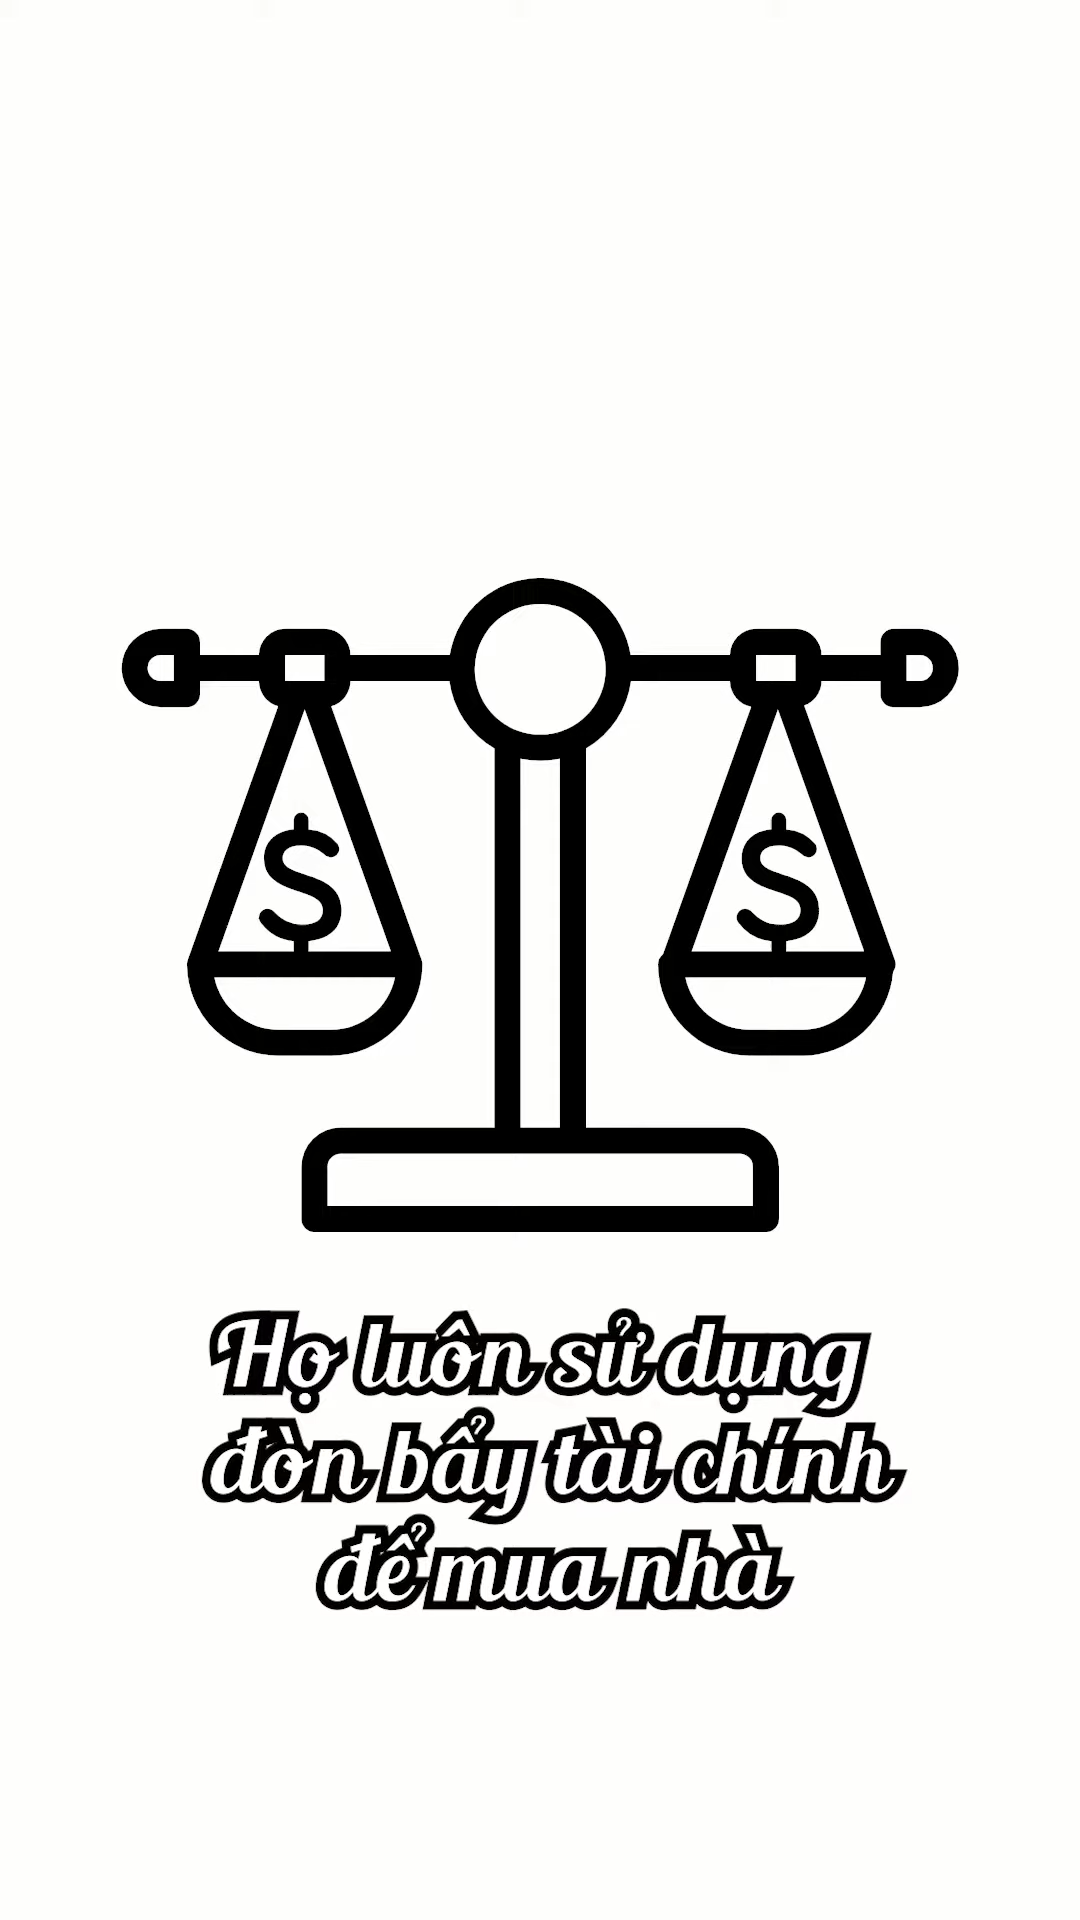 Họ luôn sử dụng
đòn bẩy tài chính
để mua nhà